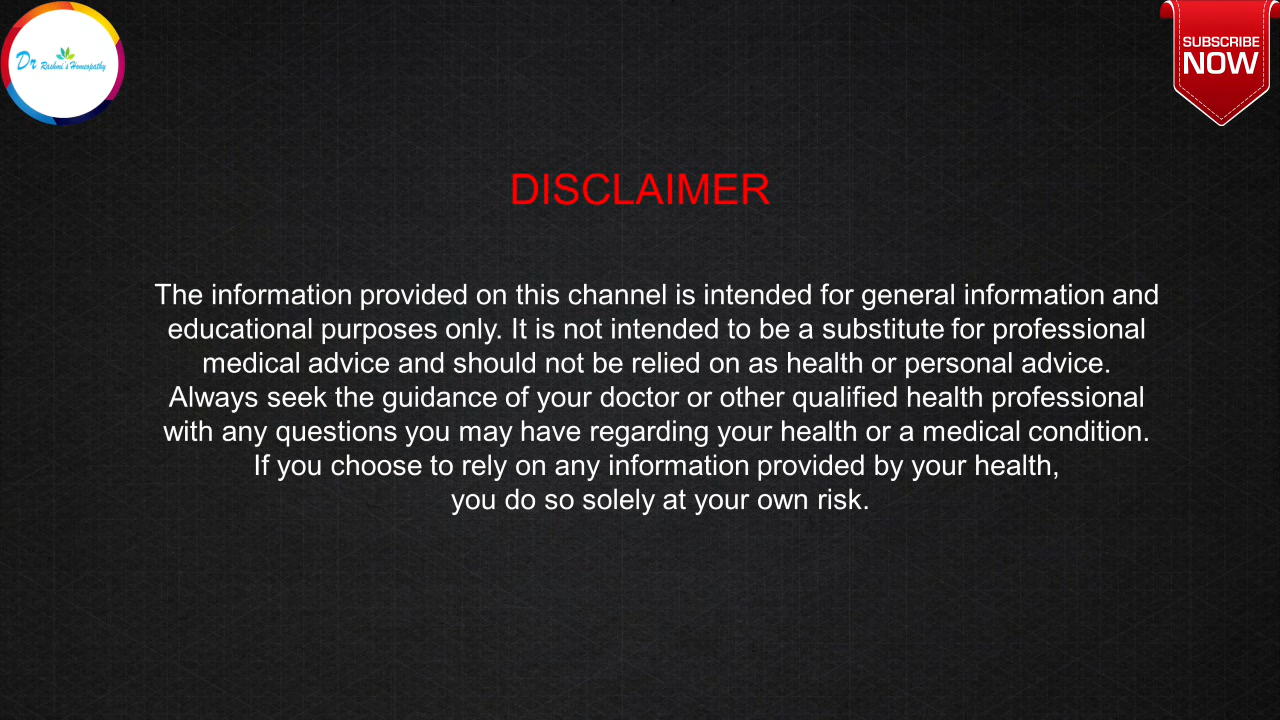 Dr Rashmi's Homeopathy
SUBSCRIBE
NOW
DISCLAIMER
The information provided on this channel is intended for general information and
educational purposes only. It is not intended to be a substitute for professional
medical advice and should not be relied on as health or personal advice.
Always seek the guidance of your doctor or other qualified health professional
with any questions you may have regarding your health or a medical condition.
If you choose to rely on any information provided by your health,
you do so solely at your own risk.